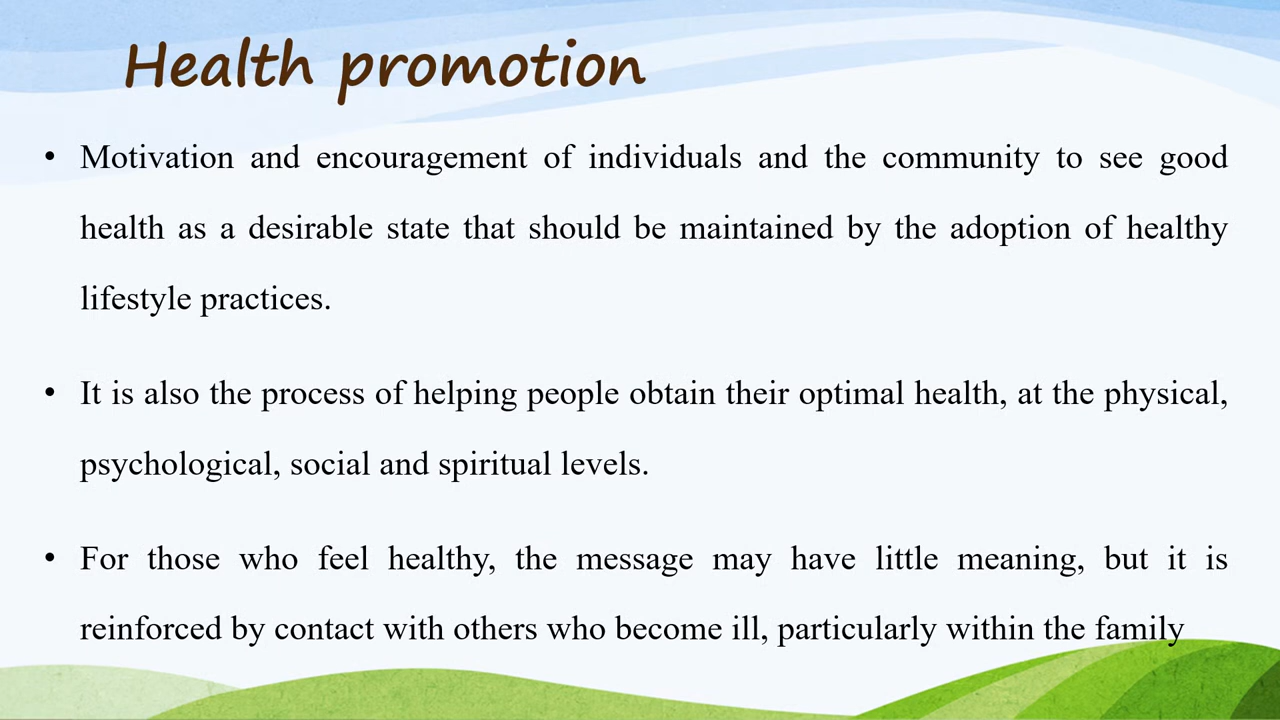 Health promotion
• Motivation and encouragement of individuals and the community to see good
health as a desirable state that should be maintained by the adoption of healthy
lifestyle practices.
• It is also the process of helping people obtain their optimal health, at the physical,
psychological, social and spiritual levels.
• For those who feel healthy, the message may have little meaning, but it is
reinforced by contact with others who become ill, particularly within the family